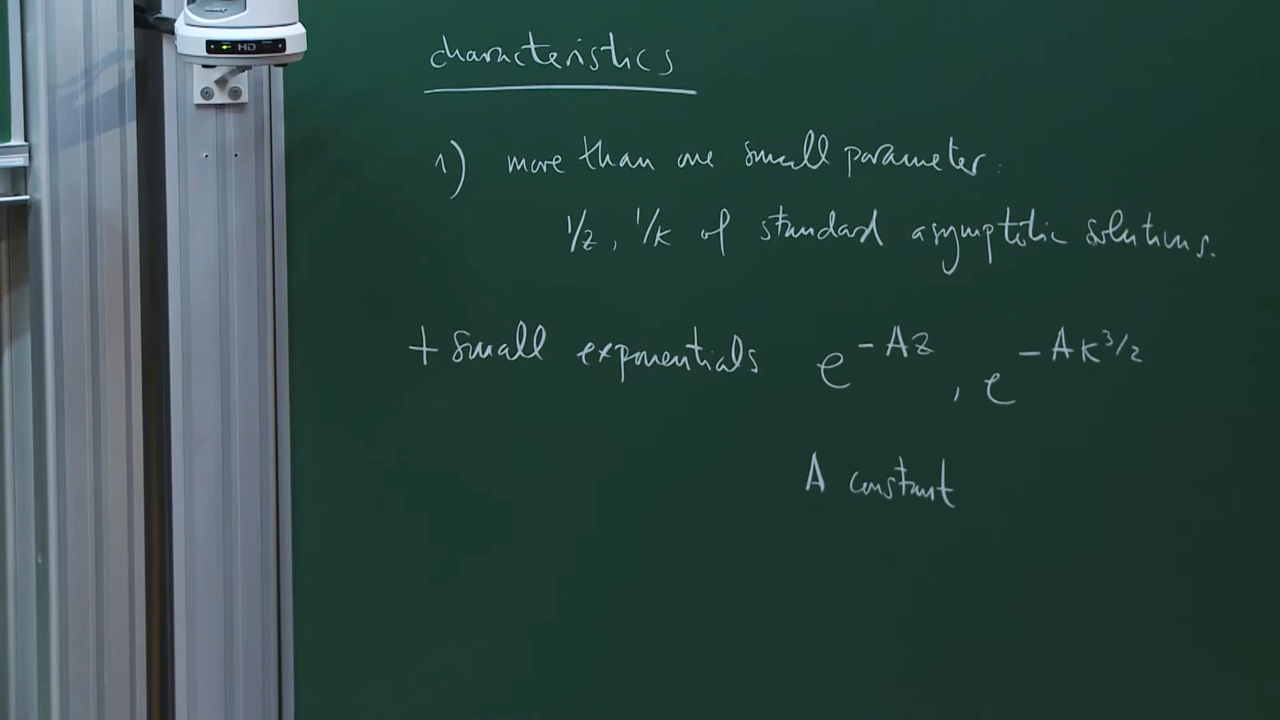 HD
characteristics
1) more than one small parameter:
1/z, 1/k of standard asymptotic solutions.
+ small exponentials e^{-Az}, e^{-Ak^{3/2}}
A constant